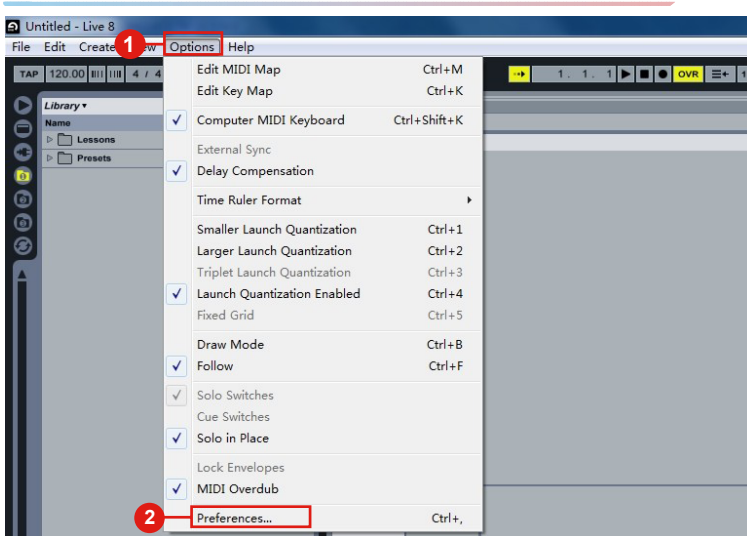 Untitled - Live 8
File Edit Create Options Help
1
TAP 120.00 4 / 4
1. 1. 1 OVR
Library
Name
Lessons
Presets
Edit MIDI Map Ctrl+M
Edit Key Map Ctrl+K
Computer MIDI Keyboard Ctrl+Shift+K
External Sync
Delay Compensation
Time Ruler Format
Smaller Launch Quantization Ctrl+1
Larger Launch Quantization Ctrl+2
Triplet Launch Quantization Ctrl+3
Launch Quantization Enabled Ctrl+4
Fixed Grid Ctrl+5
Draw Mode Ctrl+B
Follow Ctrl+F
Solo Switches
Cue Switches
Solo in Place
Lock Envelopes
MIDI Overdub
2
Preferences... Ctrl+,